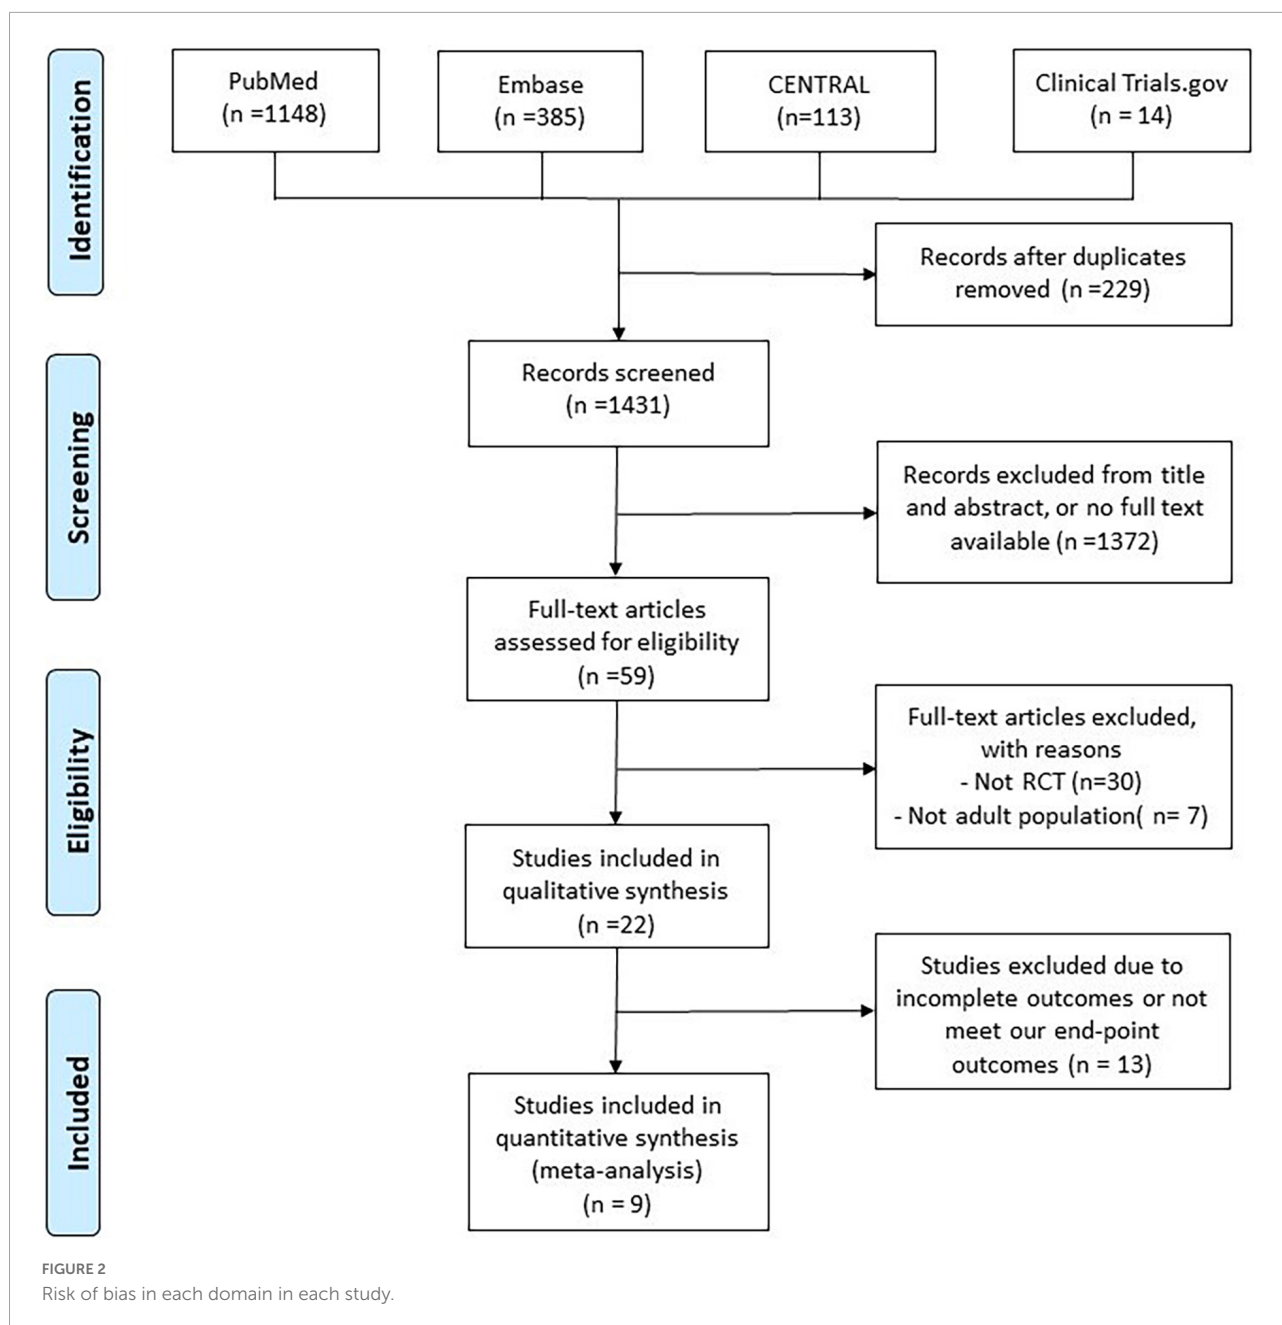 Identification
PubMed
(n =1148)
Embase
(n =385)
CENTRAL
(n=113)
Clinical Trials.gov
(n = 14)
Records after duplicates
removed (n =229)
Screening
Records screened
(n =1431)
Records excluded from title
and abstract, or no full text
available (n =1372)
Full-text articles
assessed for eligibility
(n =59)
Eligibility
Full-text articles excluded,
with reasons
- Not RCT (n=30)
- Not adult population( n= 7)
Studies included in
qualitative synthesis
(n =22)
Studies excluded due to
incomplete outcomes or not
meet our end-point
outcomes (n = 13)
Included
Studies included in
quantitative synthesis
(meta-analysis)
(n = 9)
FIGURE 2
Risk of bias in each domain in each study.